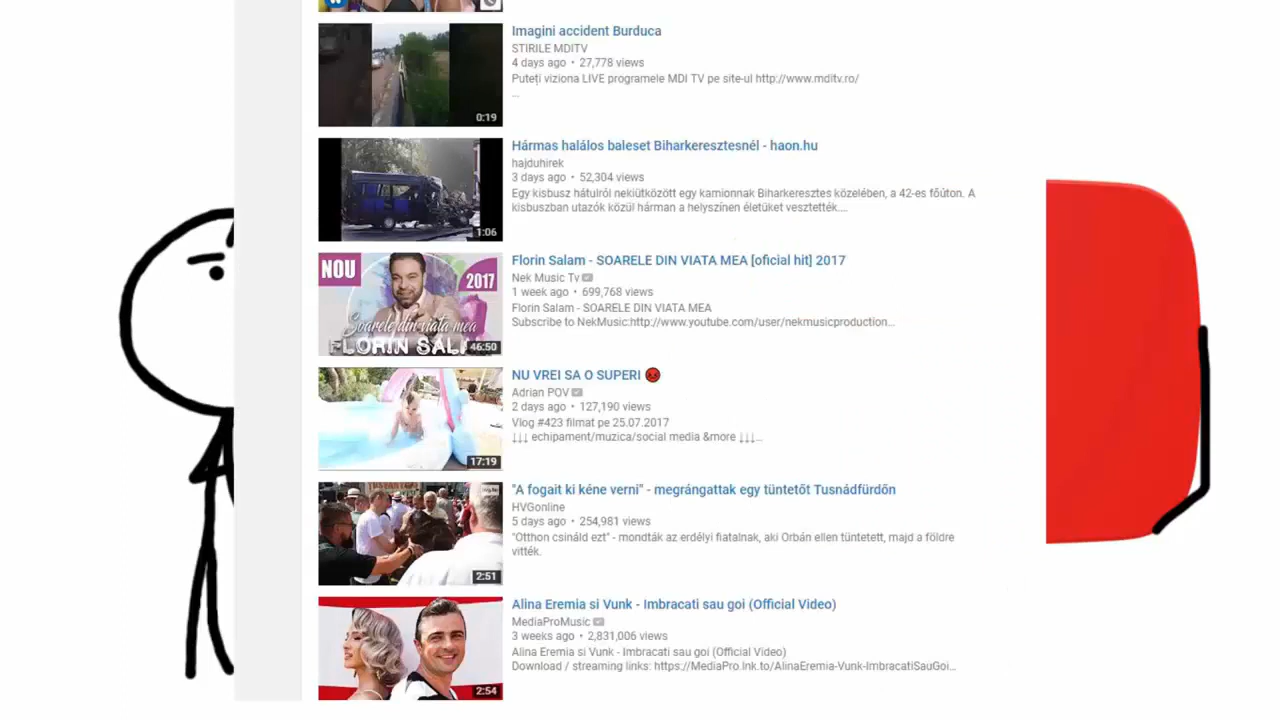 Imagini accident Burduca
STIRILE MDITV
4 days ago • 27,778 views
Puteți viziona LIVE programele MDI TV pe site-ul http://www.mditv.ro/
...
0:19
Hármas halálos baleset Biharkeresztesnél - haon.hu
hajduhirek
3 days ago • 52,304 views
Egy kisbusz hátulról nekiütközött egy kamionnak Biharkeresztes közelében, a 42-es főúton. A
kisbuszban utazók közül hárman a helyszínen életüket vesztették....
1:06
NOU
2017
Soarele din viata mea
FLORIN SALA
46:50
Florin Salam - SOARELE DIN VIATA MEA [oficial hit] 2017
Nek Music Tv
1 week ago • 699,768 views
Florin Salam - SOARELE DIN VIATA MEA
Subscribe to NekMusic:http://www.youtube.com/user/nekmusicproduction...
NU VREI SA O SUPERI 😡
Adrian POV
2 days ago • 127,190 views
Vlog #423 filmat pe 25.07.2017
↓↓↓ echipament/muzica/social media &more ↓↓↓...
17:19
"A fogait ki kéne verni" - megrángattak egy tüntetőt Tusnádfürdőn
HVGonline
5 days ago • 254,981 views
"Otthon csináld ezt" - mondták az erdélyi fiatalnak, aki Orbán ellen tüntetett, majd a földre
vitték.
2:51
Alina Eremia si Vunk - Imbracati sau goi (Official Video)
MediaProMusic
3 weeks ago • 2,831,006 views
Alina Eremia si Vunk - Imbracati sau goi (Official Video)
Download / streaming links: https://MediaPro.lnk.to/AlinaEremia-Vunk-ImbracatiSauGoi...
2:54